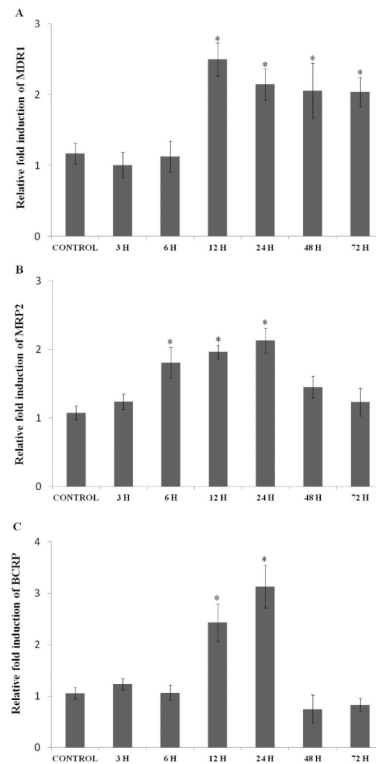 A
Relative fold induction of MDR1
3
*
*
*
*
2
1
0
CONTROL 3 H 6 H 12 H 24 H 48 H 72 H
B
Relative fold induction of MRP2
3
*
*
*
2
1
0
CONTROL 3 H 6 H 12 H 24 H 48 H 72 H
C
Relative fold induction of BCRP
4
*
3
*
2
1
0
CONTROL 3 H 6 H 12 H 24 H 48 H 72 H